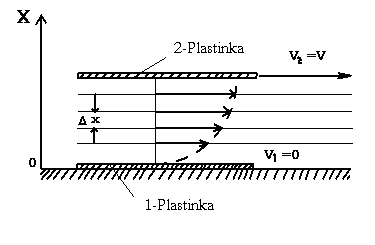 X
2-Plastinka
V₂ =V
Δ x
V₁ =0
0
1-Plastinka